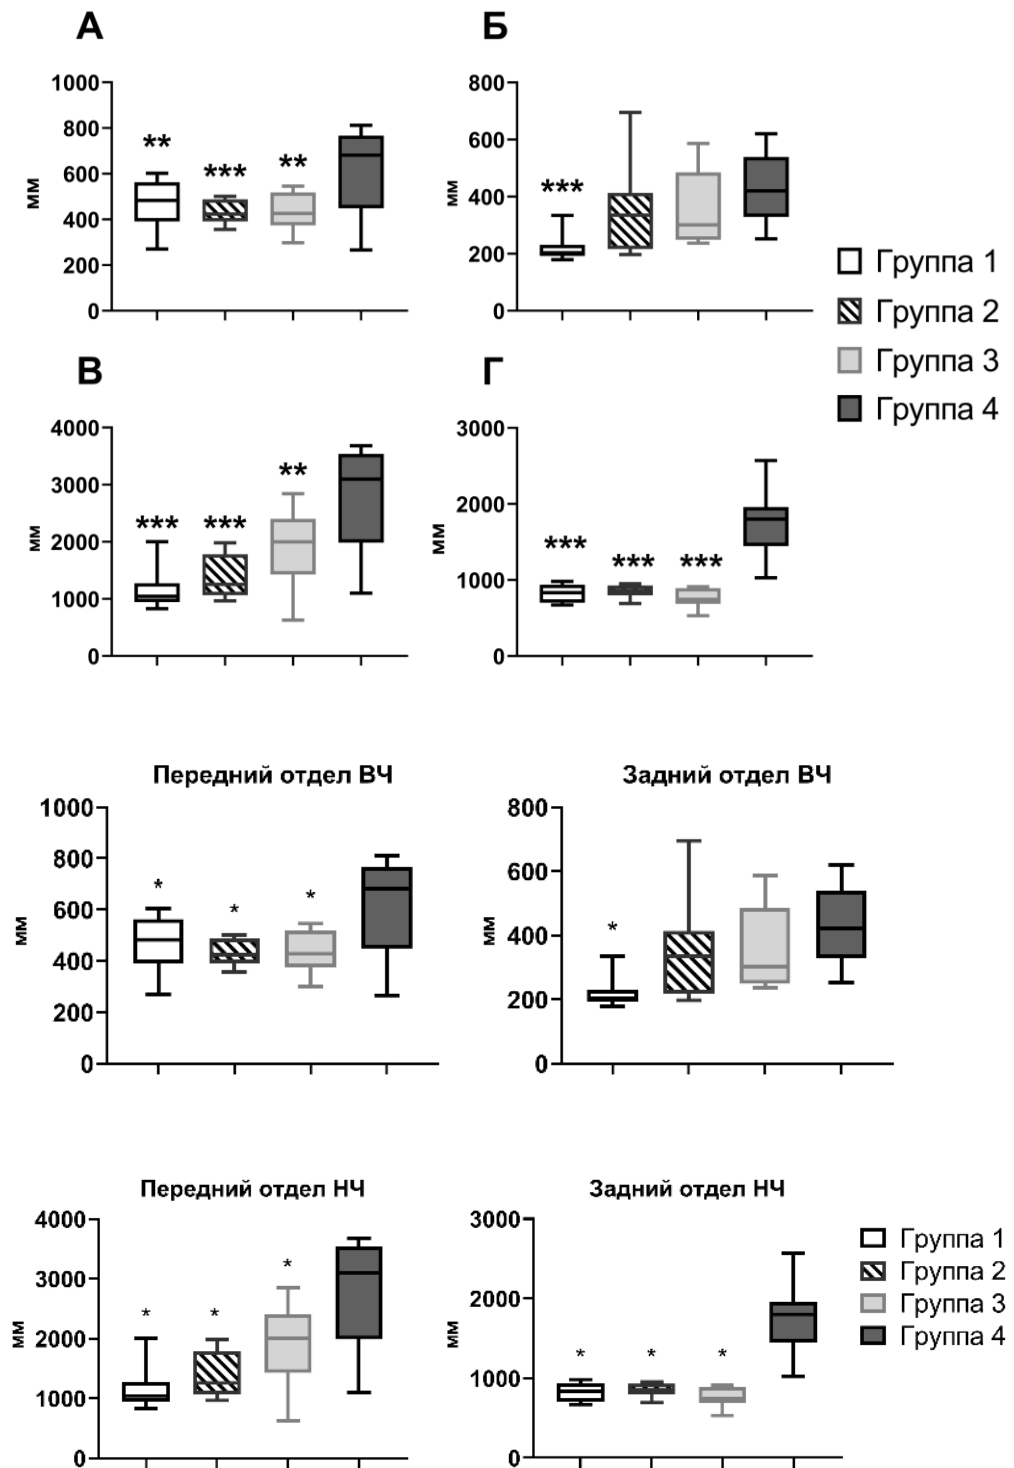 А
1000
800
600
400
200
0
мм
**
***
**
Б
800
600
400
200
0
мм
***
Группа 1
Группа 2
Группа 3
Группа 4
В
4000
3000
2000
1000
0
мм
***
***
**
Г
3000
2000
1000
0
мм
***
***
***
Передний отдел ВЧ
1000
800
600
400
200
0
мм
*
*
*
Задний отдел ВЧ
800
600
400
200
0
мм
*
Передний отдел НЧ
4000
3000
2000
1000
0
мм
*
*
*
Задний отдел НЧ
3000
2000
1000
0
мм
*
*
*
Группа 1
Группа 2
Группа 3
Группа 4